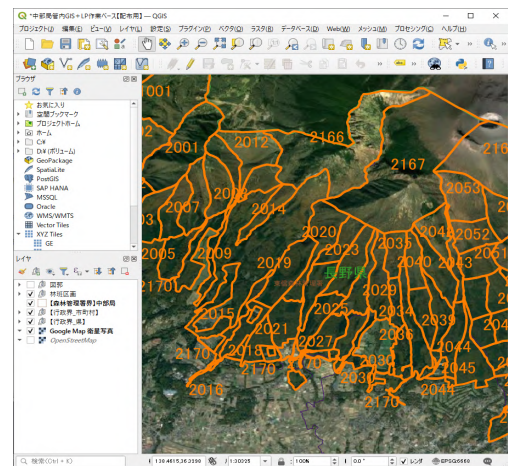 *中部局管内GIS+LP作業ベース【配布用】 — QGIS
プロジェクト(J) 編集(E) ビュー(V) レイヤ(L) 設定(S) プラグイン(P) ベクタ(O) ラスタ(R) データベース(D) Web(W) メッシュ(M) プロセシング(C) ヘルプ(H)
ブラウザ
お気に入り
空間ブックマーク
プロジェクトホーム
ホーム
C:¥
D:¥ (ボリューム)
GeoPackage
SpatiaLite
PostGIS
SAP HANA
MSSQL
Oracle
WMS/WMTS
Vector Tiles
XYZ Tiles
GE
レイヤ
図郭
林班区画
【森林管理署界】中部局
【行政界_市町村】
【行政界_県】
Google Map 衛星写真
OpenStreetMap
2001
2012
2166
2167
2053
2007
2014
2020
2023
2035
2052
2005
2009
2019
2040
2043
2029
2015
2025
2034
2039
2021
2036
2170
2018
2027
2044
2170
2030
2045
2016
2170
2044
長野県
検索(Ctrl + K)
138.4615,36.3398
1:30325
100%
0.0 °
レンダ
EPSG:6668